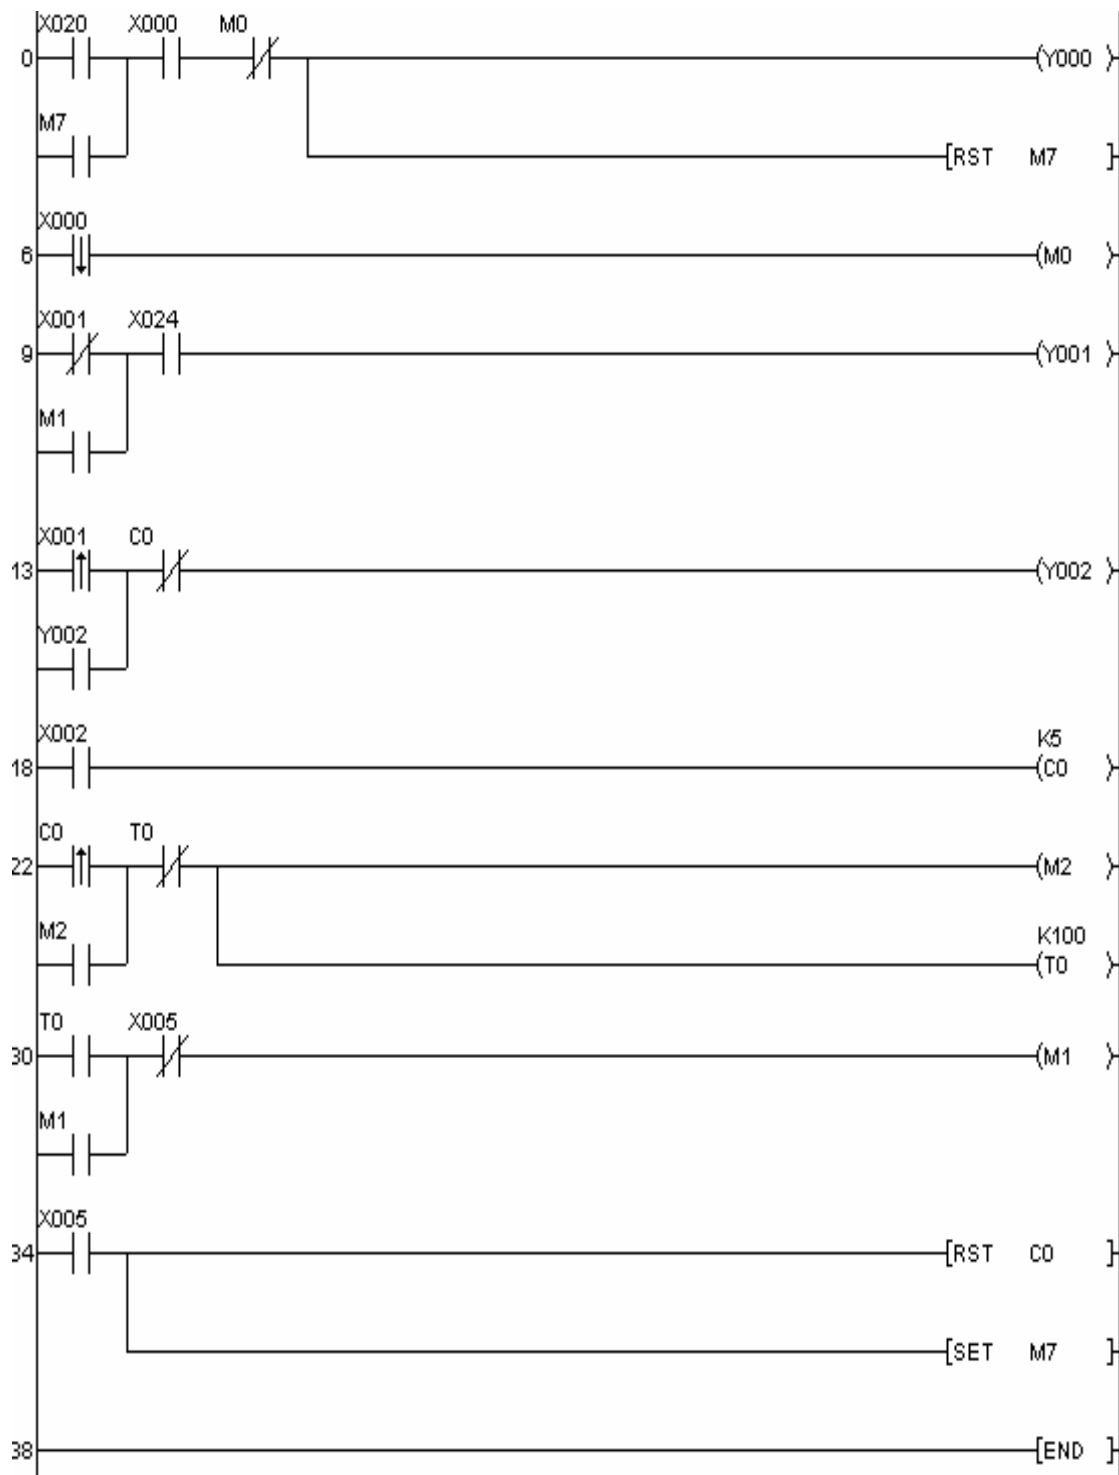 X020 X000 M0
0 (Y000 )
M7
[RST M7 ]
X000
6 (M0 )
X001 X024
9 (Y001 )
M1
X001 C0
13 (Y002 )
Y002
X002 K5
18 (C0 )
C0 T0
22 (M2 )
M2 K100
(T0 )
T0 X005
30 (M1 )
M1
X005
34 [RST C0 ]
[SET M7 ]
38 [END ]